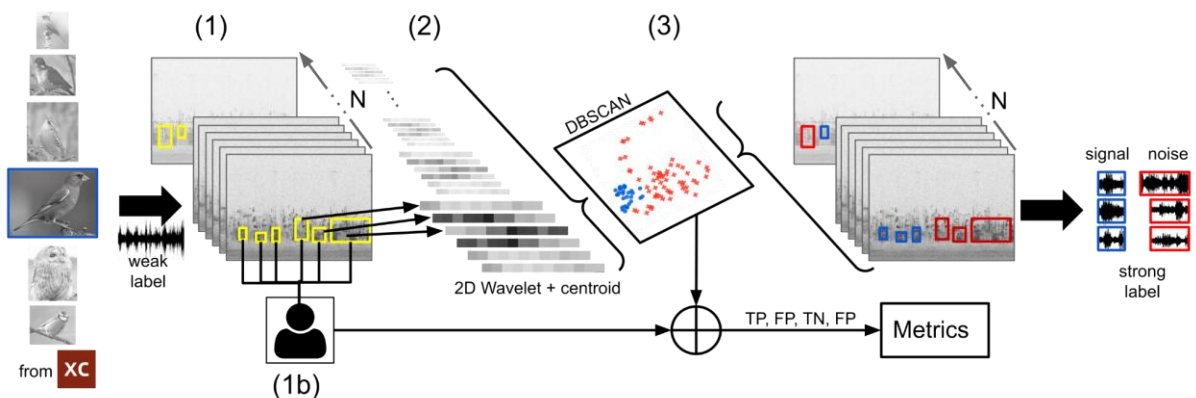 (1)
(2)
(3)
N
DBSCAN
N
signal noise
weak
label
2D Wavelet + centroid
strong
label
TP, FP, TN, FP
Metrics
(1b)
from XC